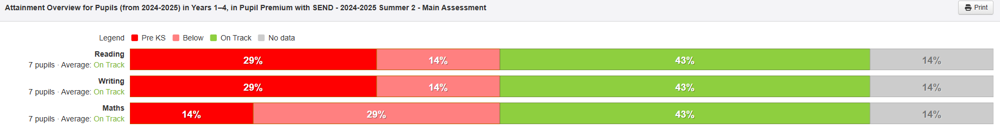 Attainment Overview for Pupils (from 2024-2025) in Years 1–4, in Pupil Premium with SEND - 2024-2025 Summer 2 - Main Assessment
Print
Legend Pre KS Below On Track No data
Reading
7 pupils · Average: On Track
29% 14% 43% 14%
Writing
7 pupils · Average: On Track
29% 14% 43% 14%
Maths
7 pupils · Average: On Track
14% 29% 43% 14%